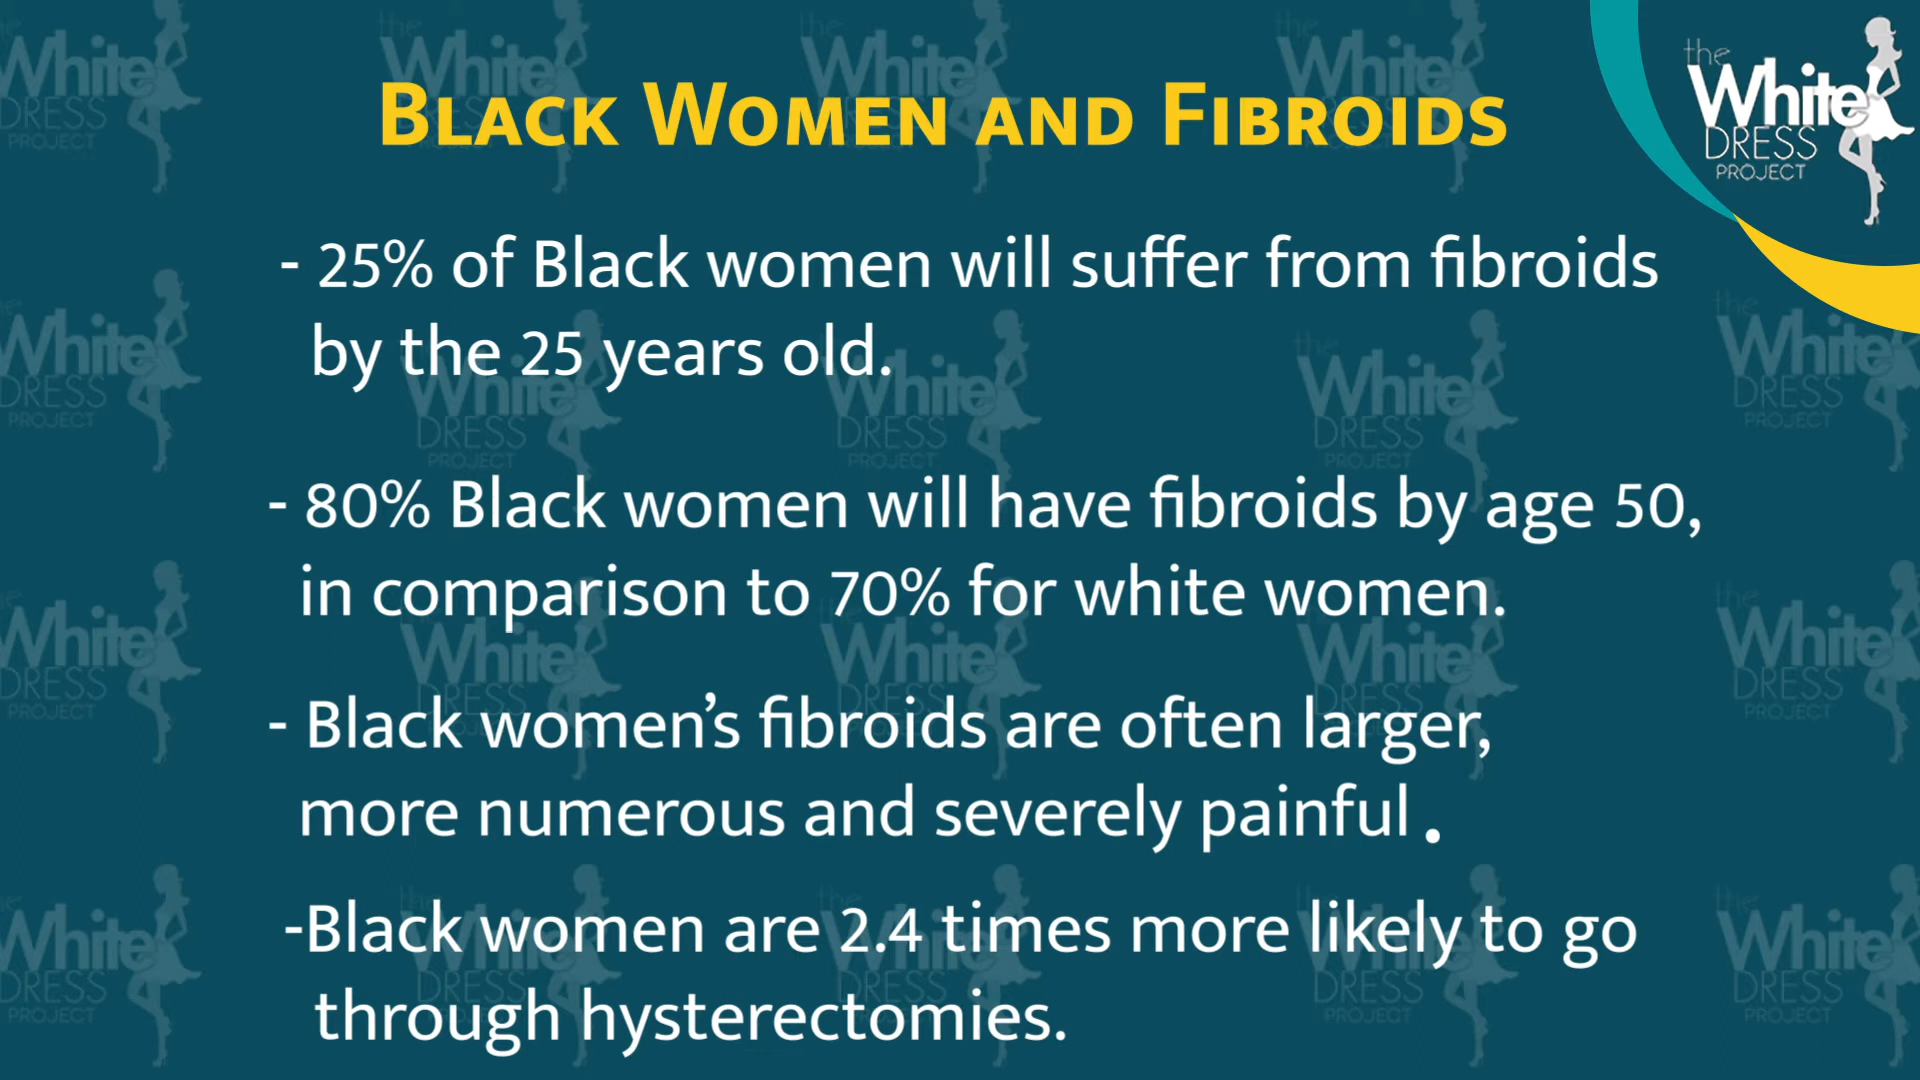 the
White
DRESS
PROJECT
BLACK WOMEN AND FIBROIDS
- 25% of Black women will suffer from fibroids
by the 25 years old.
- 80% Black women will have fibroids by age 50,
in comparison to 70% for white women.
- Black women’s fibroids are often larger,
more numerous and severely painful .
-Black women are 2.4 times more likely to go
through hysterectomies.